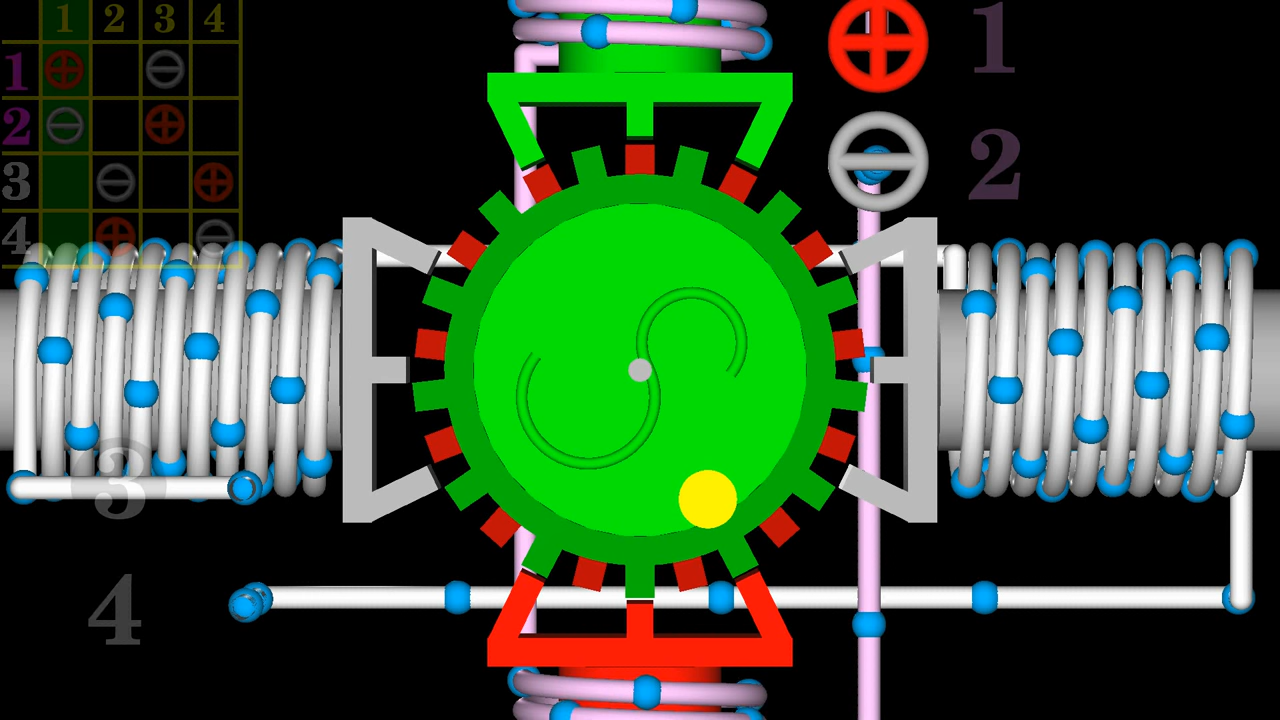 1 2 3 4
1 ⊕ ⊖
2 ⊖ ⊕
3 ⊖ ⊕
4 ⊕ ⊖
⊕ 1
⊖ 2
3
4